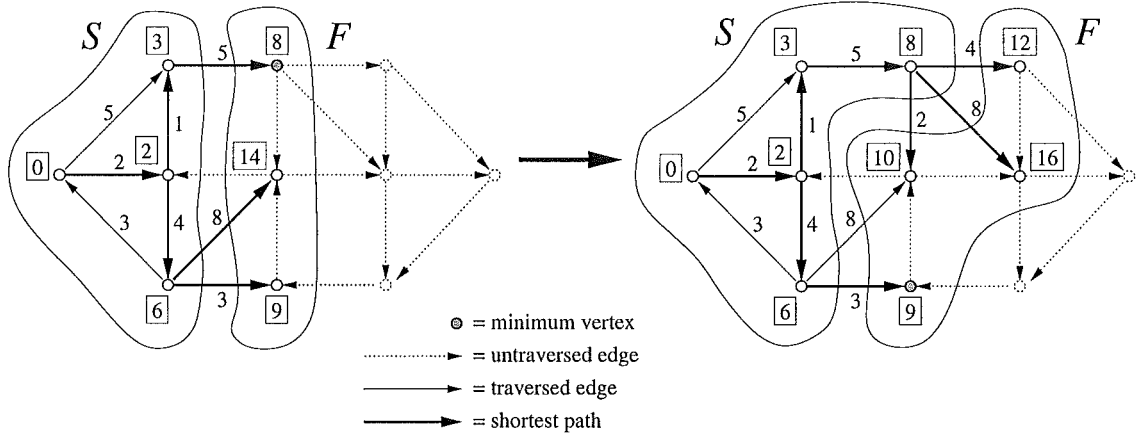 S 3 5 8 F
5 1
0 2 2 14
3 4 8
6 3 9
S 3 5 8 4 12 F
5 1 2 8
0 2 2 10 16
3 4 8
6 3 9
= minimum vertex
= untraversed edge
= traversed edge
= shortest path